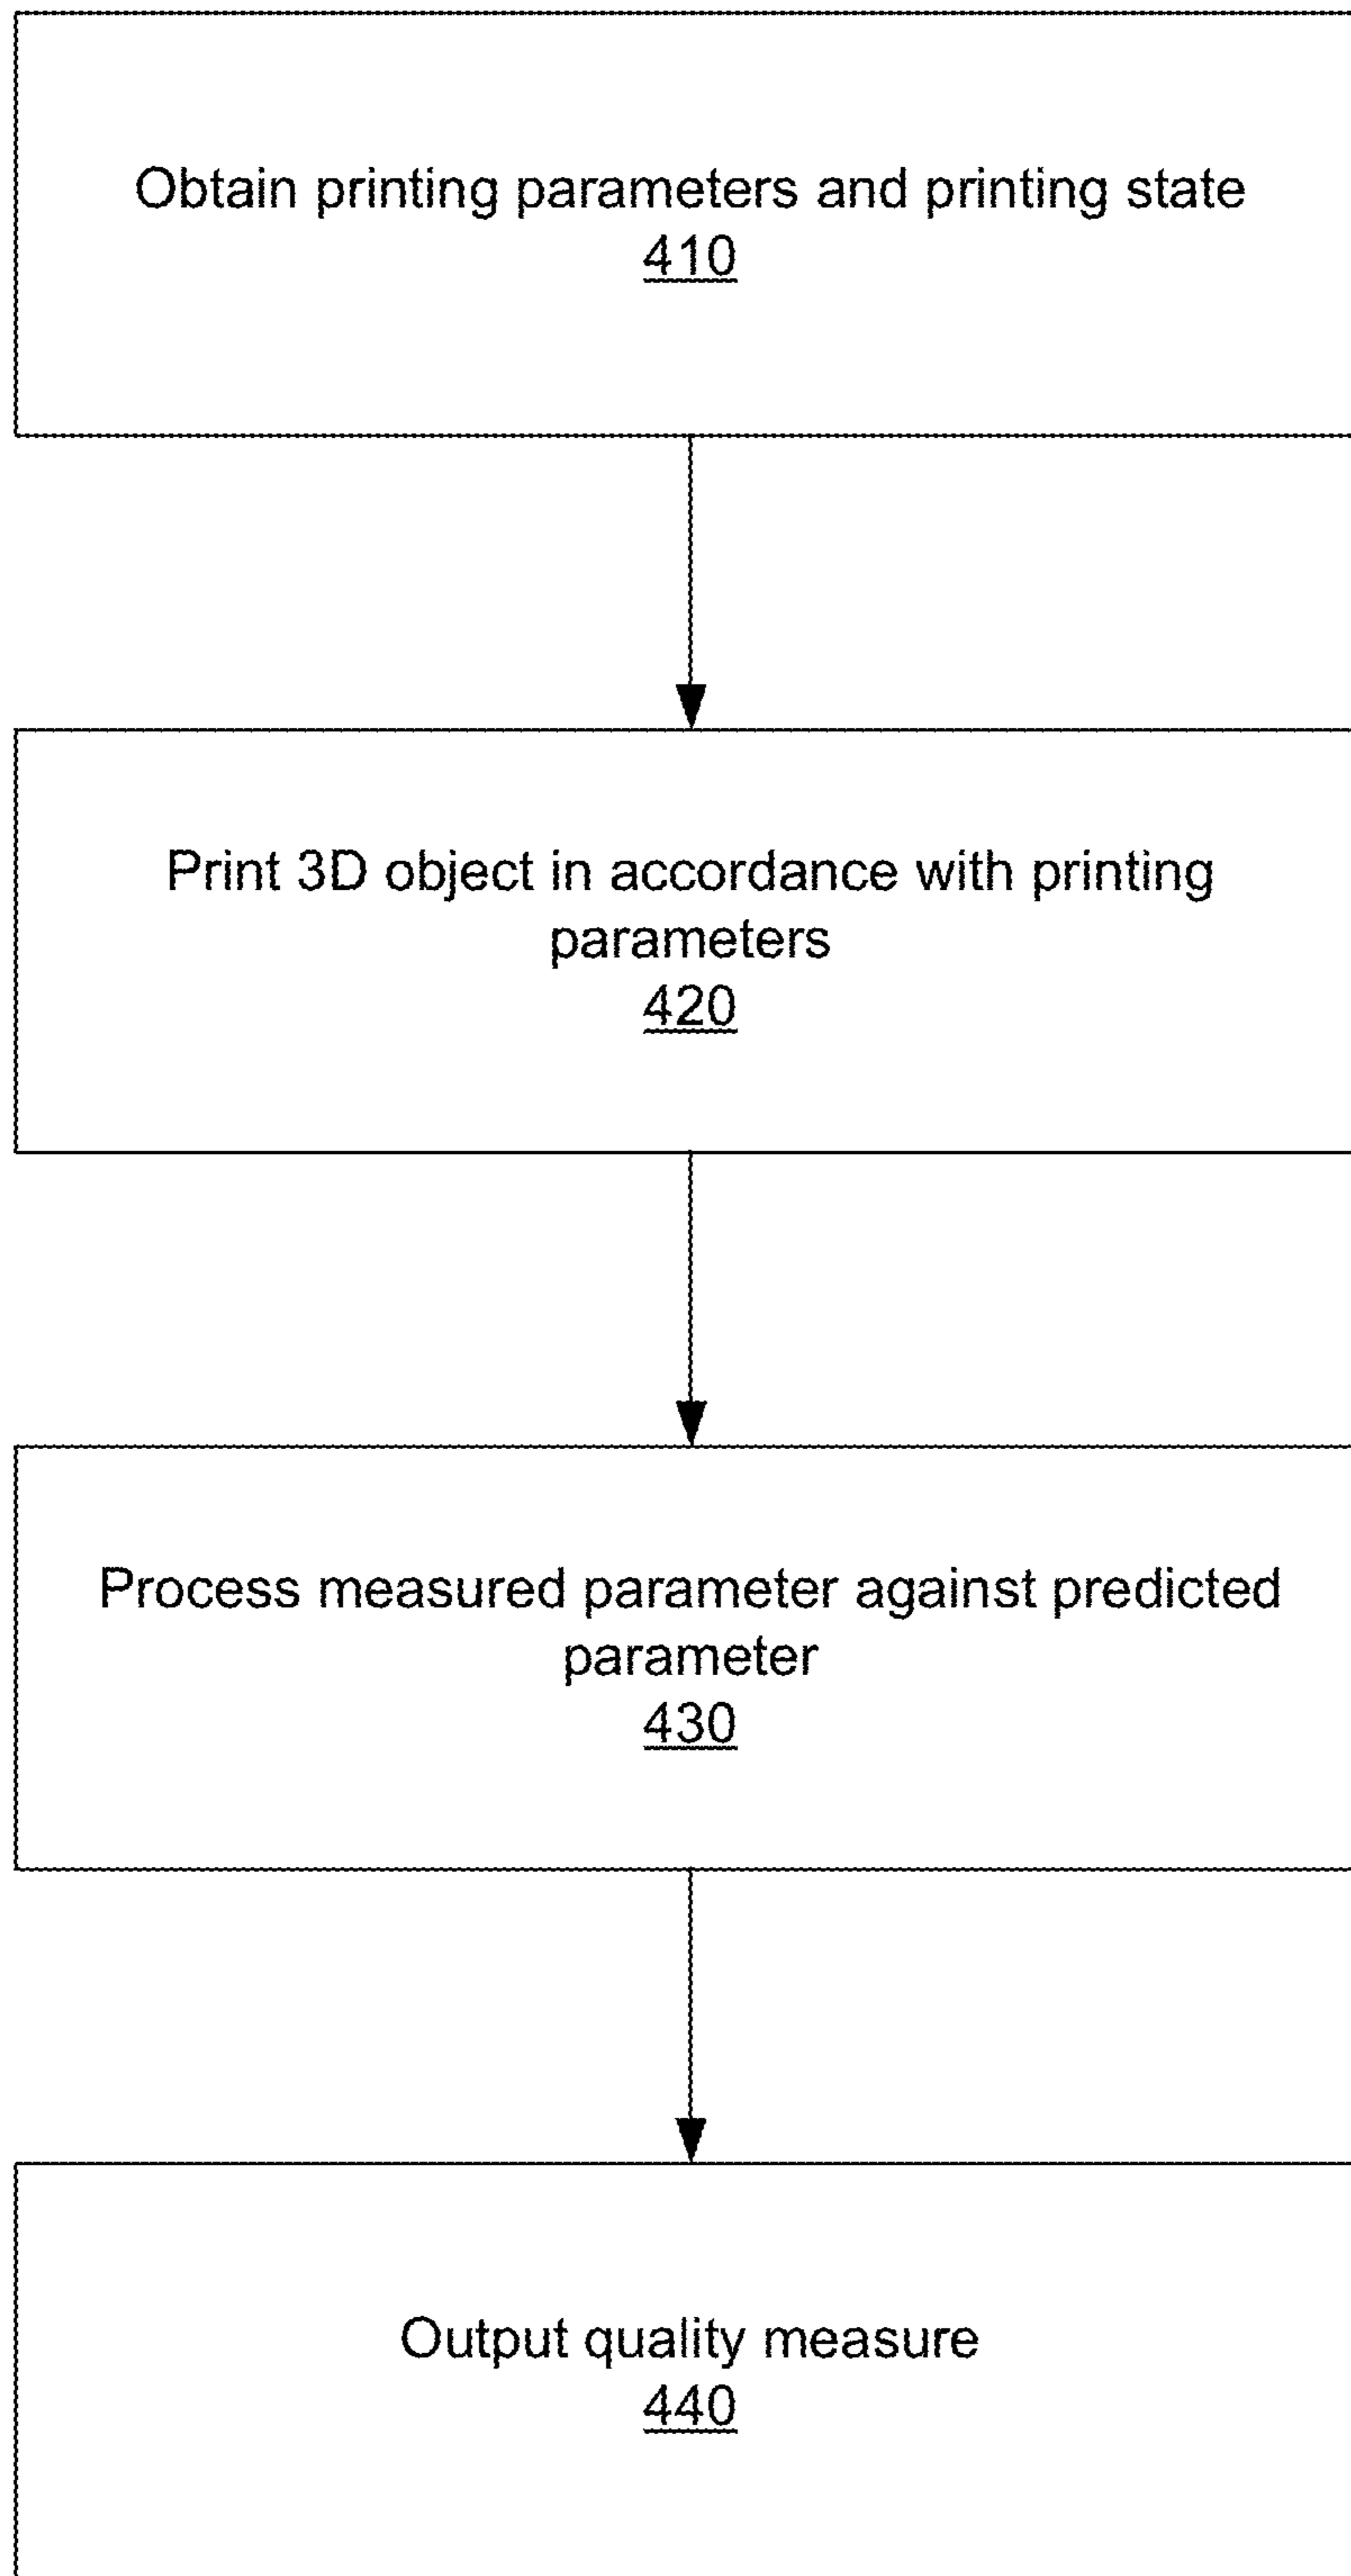 Obtain printing parameters and printing state
410
Print 3D object in accordance with printing
parameters
420
Process measured parameter against predicted
parameter
430
Output quality measure
440